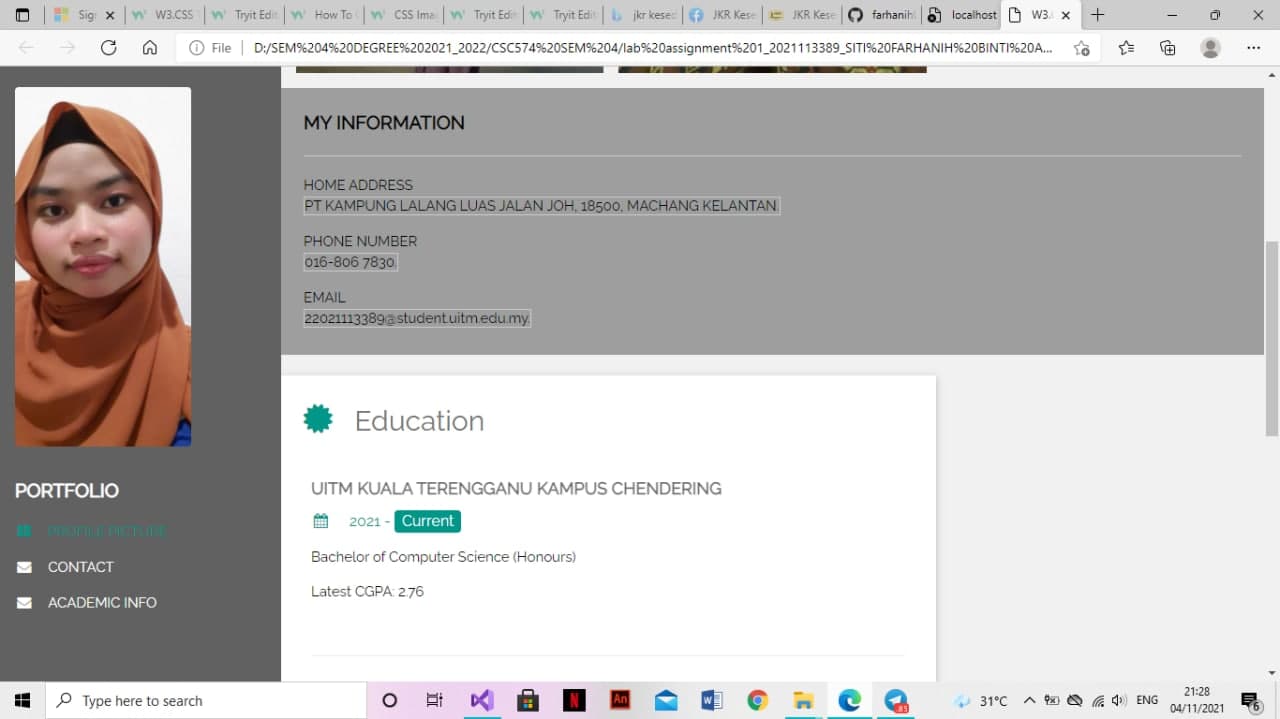 Sign
W3.CSS T
Tryit Edit
How To
CSS Imag
Tryit Edit
Tryit Edit
jkr kesed
JKR Kese
JKR Kese
farhanih
localhost
W3.
File
D:/SEM%204%20DEGREE%202021_2022/CSC574%20SEM%204/lab%20assignment%201_2021113389_SITI%20FARHANIH%20BINTI%20A...
MY INFORMATION
HOME ADDRESS
PT KAMPUNG LALANG LUAS JALAN JOH, 18500, MACHANG KELANTAN.
PHONE NUMBER
016-806 7830.
EMAIL
22021113389@student.uitm.edu.my.
PORTFOLIO
PROFILE PICTURE
CONTACT
ACADEMIC INFO
Education
UITM KUALA TERENGGANU KAMPUS CHENDERING
2021 - Current
Bachelor of Computer Science (Honours)
Latest CGPA: 2.76
Type here to search
31°C
ENG
21:28
04/11/2021
6